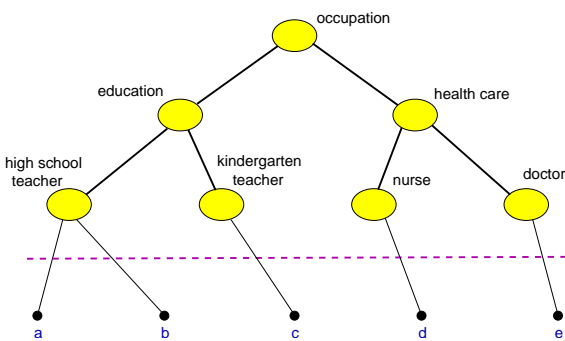 occupation
education
health care
high school
teacher
kindergarten
teacher
nurse
doctor
a
b
c
d
e